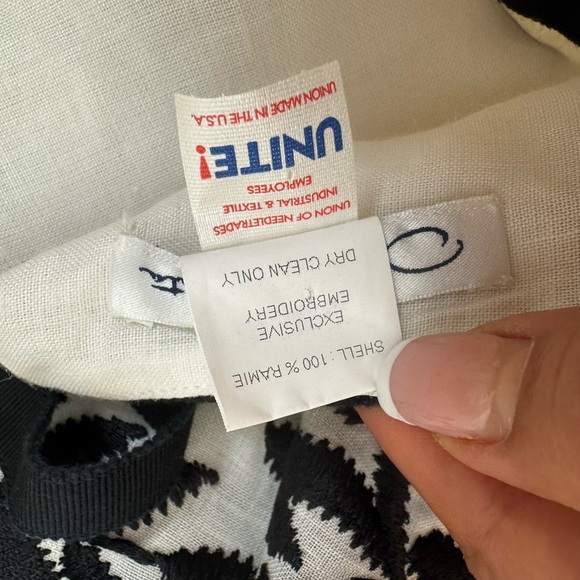 UNION OF NEEDLETRADES
INDUSTRIAL & TEXTILE
EMPLOYEES
UNITE!
UNION MADE IN THE U.S.A.
SHELL : 100 % RAMIE
EXCLUSIVE
EMBROIDERY
DRY CLEAN ONLY